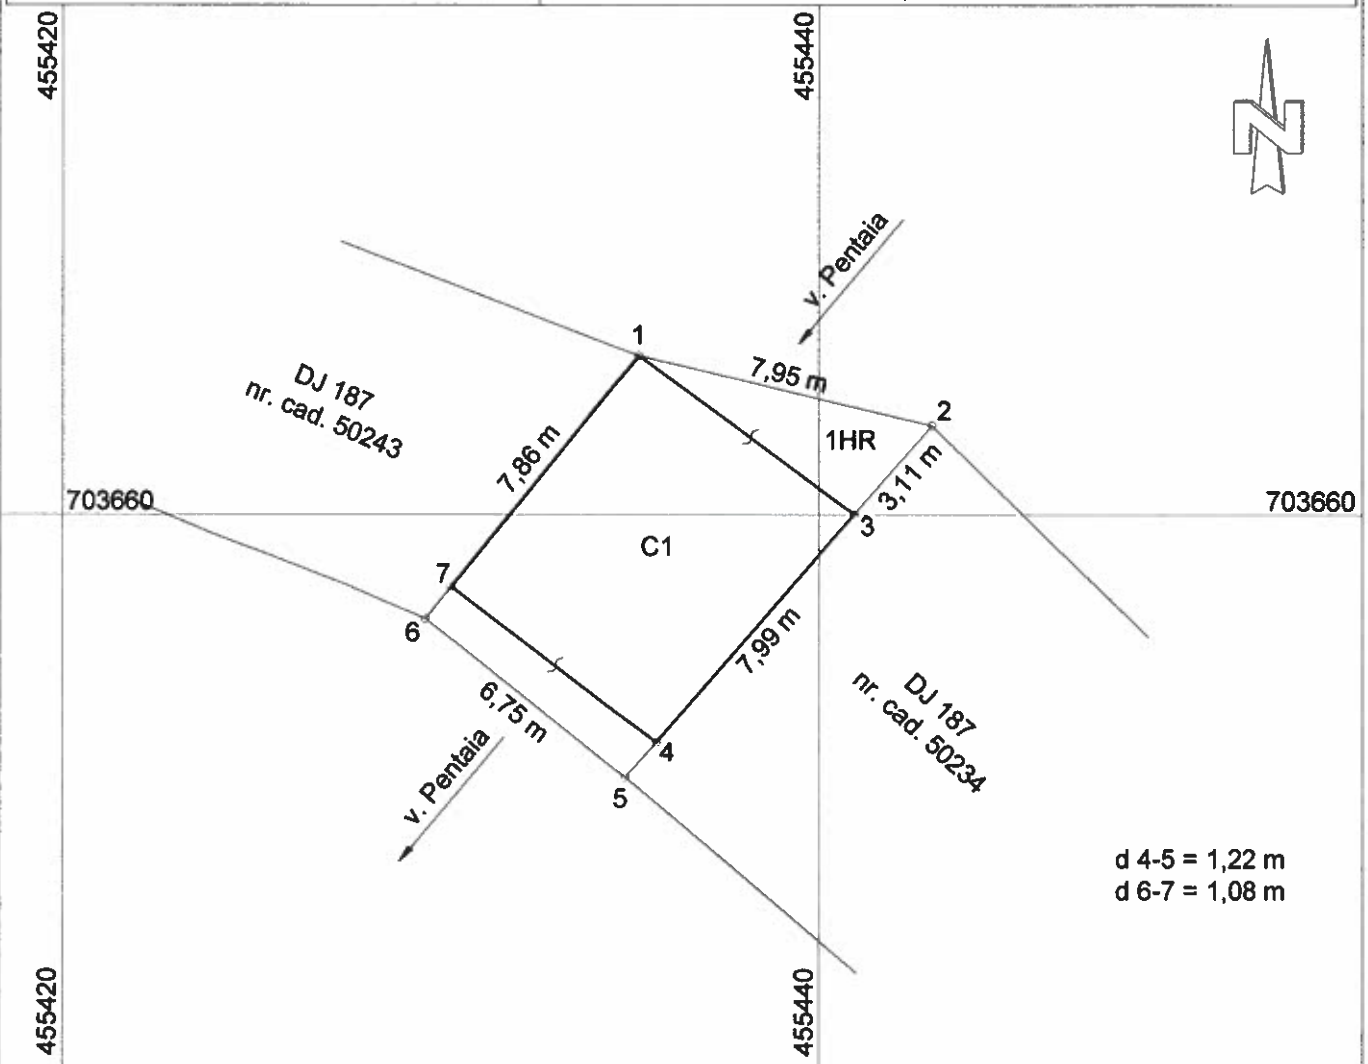 455420
455440
N
v. Pentaia
1
7,95 m
2
DJ 187
nr. cad. 50243
7,86 m
1HR
3,11 m
703660
703660
3
C1
7
6
7,99 m
6,75 m
DJ 187
nr. cad. 50234
4
v. Pentaia
5
d 4-5 = 1,22 m
d 6-7 = 1,08 m
455420
455440